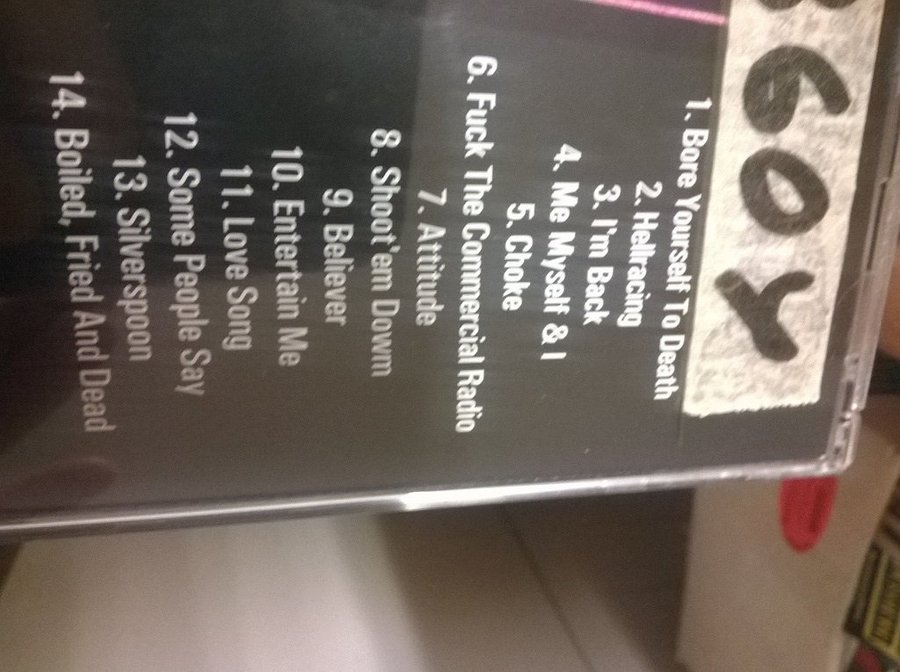 60Y
1. Bore Yourself To Death
2. Hellracing
3. I'm Back
4. Me Myself & I
5. Choke
6. Fuck The Commercial Radio
7. Attitude
8. Shoot'em Down
9. Believer
10. Entertain Me
11. Love Song
12. Some People Say
13. Silverspoon
14. Boiled, Fried And Dead